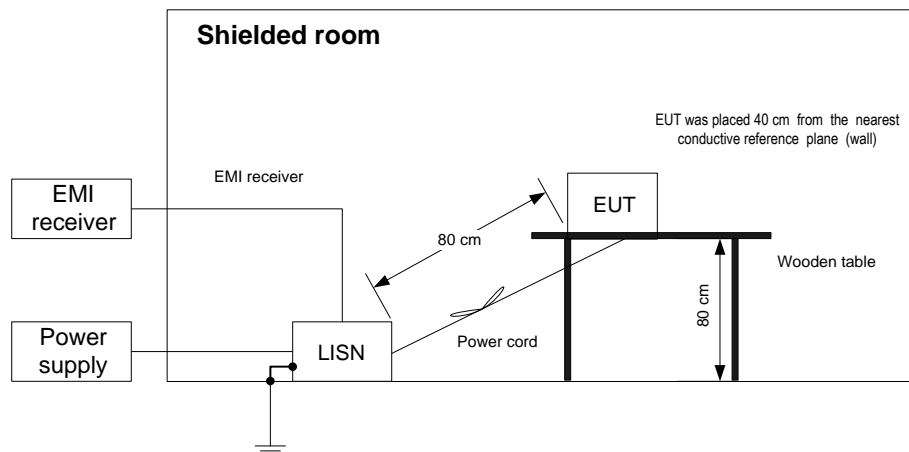 Shielded room
EUT was placed 40 cm from the nearest
conductive reference plane (wall)
EMI receiver
EMI
receiver
EUT
80 cm
Wooden table
80 cm
Power
supply
LISN
Power cord